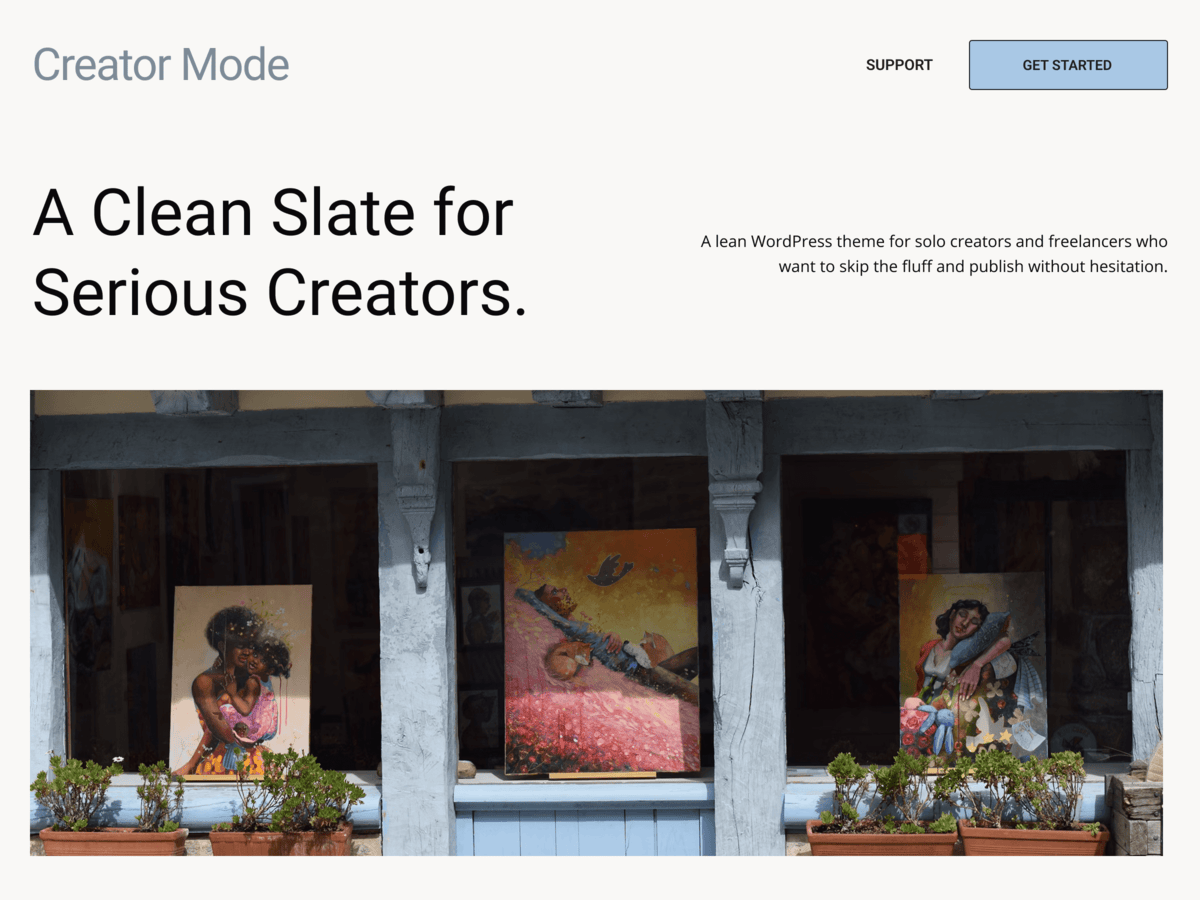 Creator Mode
SUPPORT
GET STARTED
A Clean Slate for
Serious Creators.
A lean WordPress theme for solo creators and freelancers who
want to skip the fluff and publish without hesitation.